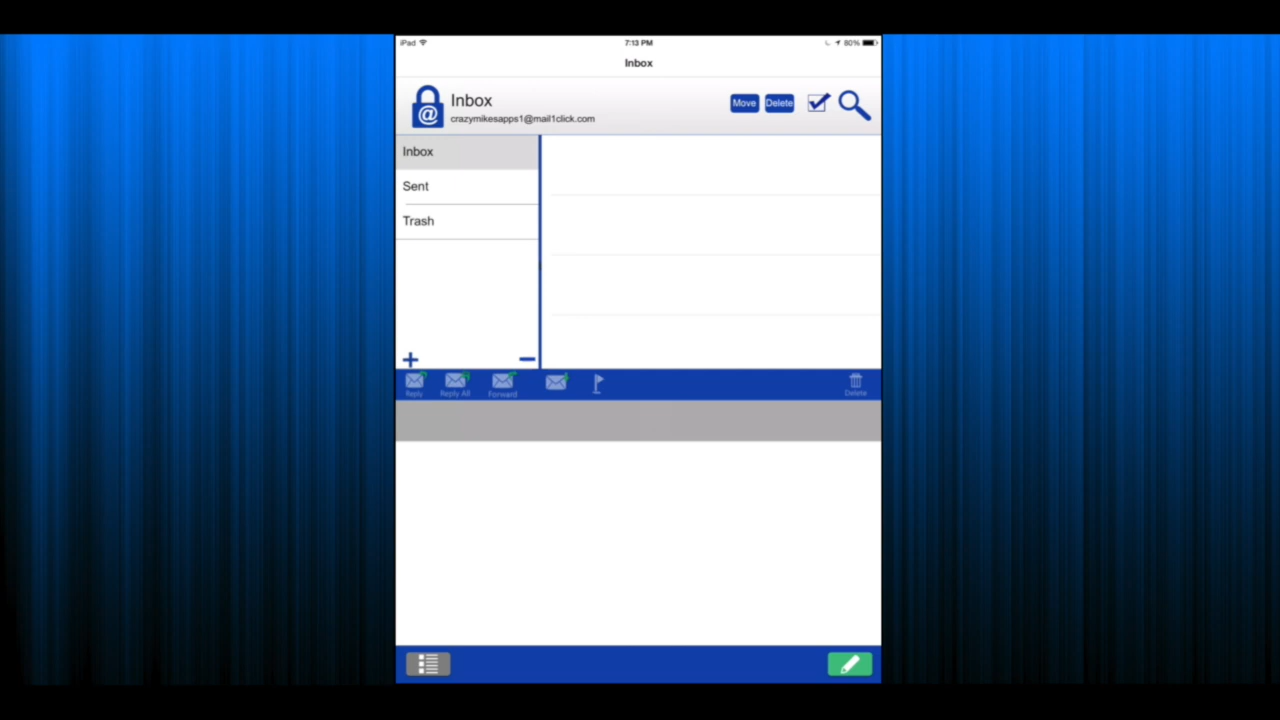 iPad 7:13 PM 80%
Inbox
Inbox Move Delete
@ crazymikesapps1@mail1click.com
Inbox
Sent
Trash
Reply Reply All Forward Delete